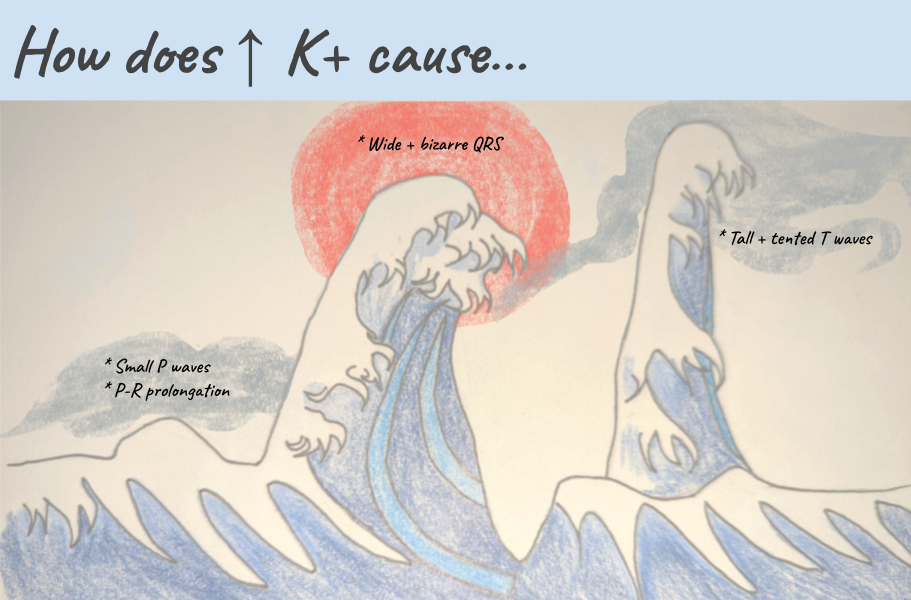 How does ↑ K+ cause...
* Wide + bizarre QRS
* Tall + tented T waves
* Small P waves
* P-R prolongation